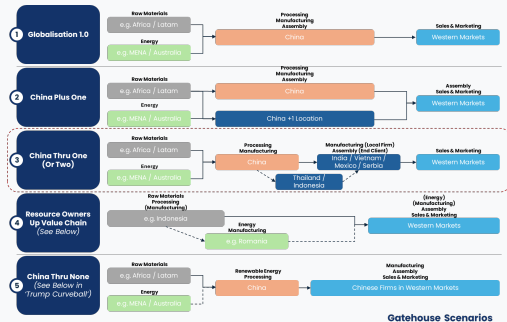 Raw Materials
Processing
Manufacturing
Assembly
Sales & Marketing
1
Globalisation 1.0
e.g. Africa / Latam
Energy
e.g. MENA / Australia
China
Western Markets
Raw Materials
Processing
Manufacturing
Assembly
Assembly
Sales & Marketing
2
China Plus One
e.g. Africa / Latam
Energy
e.g. MENA / Australia
China
China +1 Location
Western Markets
Raw Materials
Processing
Manufacturing
Manufacturing (Local Firm)
Assembly (End Client)
Sales & Marketing
3
China Thru One
(Or Two)
e.g. Africa / Latam
Energy
e.g. MENA / Australia
China
India / Vietnam /
Mexico / Serbia
Thailand /
Indonesia
Western Markets
Raw Materials
Processing
(Manufacturing)
(Energy)
(Manufacturing)
Assembly
Sales & Marketing
4
Resource Owners
Up Value Chain
(See Below)
e.g. Indonesia
Energy
Manufacturing
e.g. Romania
Western Markets
Raw Materials
Renewable Energy
Processing
Manufacturing
Assembly
Sales & Marketing
5
China Thru None
(See Below in
'Trump Curveball')
e.g. Africa / Latam
Energy
e.g. MENA / Australia
China
Chinese Firms in Western Markets
Gatehouse Scenarios